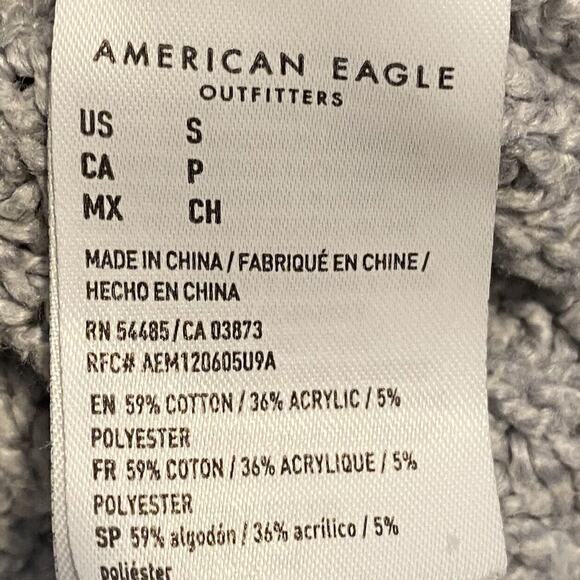 AMERICAN EAGLE
OUTFITTERS
US S
CA P
MX CH
MADE IN CHINA / FABRIQUÉ EN CHINE /
HECHO EN CHINA
RN 54485 / CA 03873
RFC# AEM120605U9A
EN 59% COTTON / 36% ACRYLIC / 5%
POLYESTER
FR 59% COTON / 36% ACRYLIQUE / 5%
POLYESTER
SP 59% algodón / 36% acrílico / 5%
poliéster